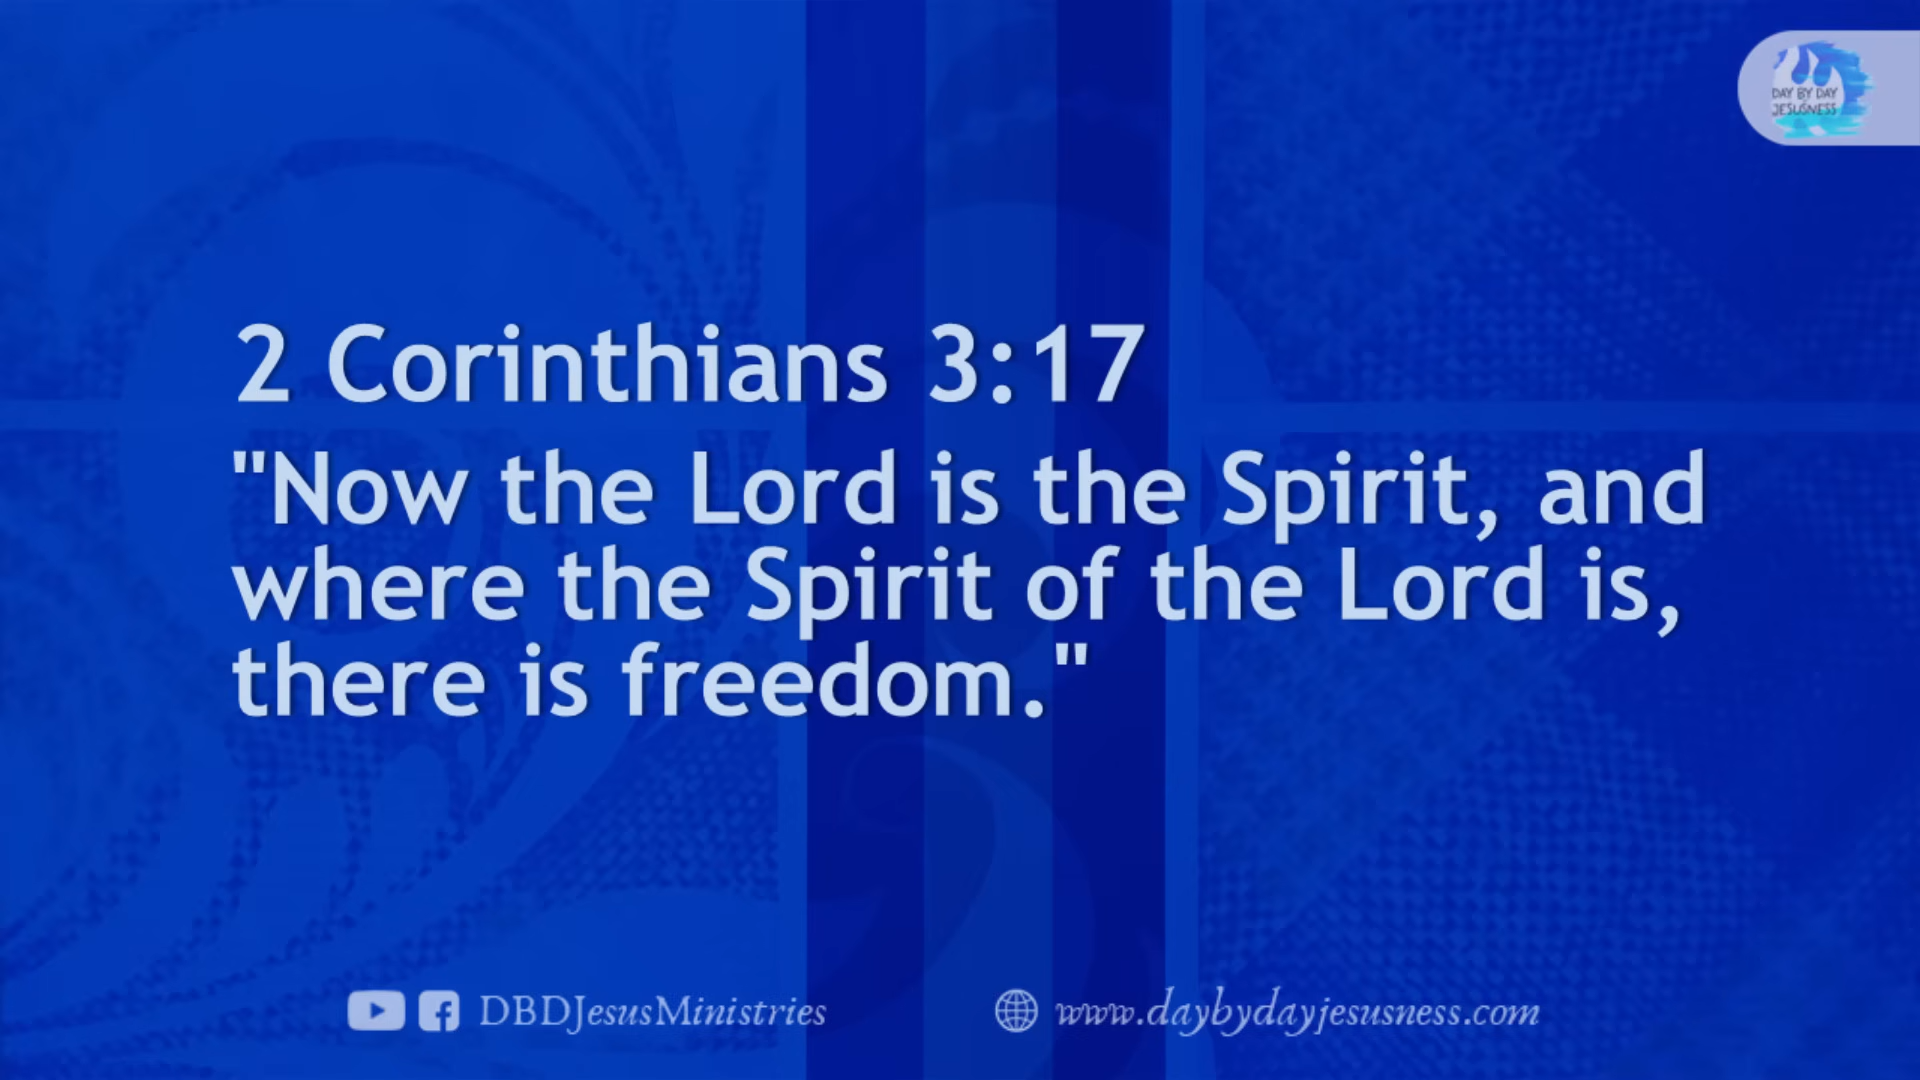 DAY BY DAY
JESUSNESS
2 Corinthians 3:17
"Now the Lord is the Spirit, and
where the Spirit of the Lord is,
there is freedom."
DBDJesusMinistries
www.daybydayjesusness.com